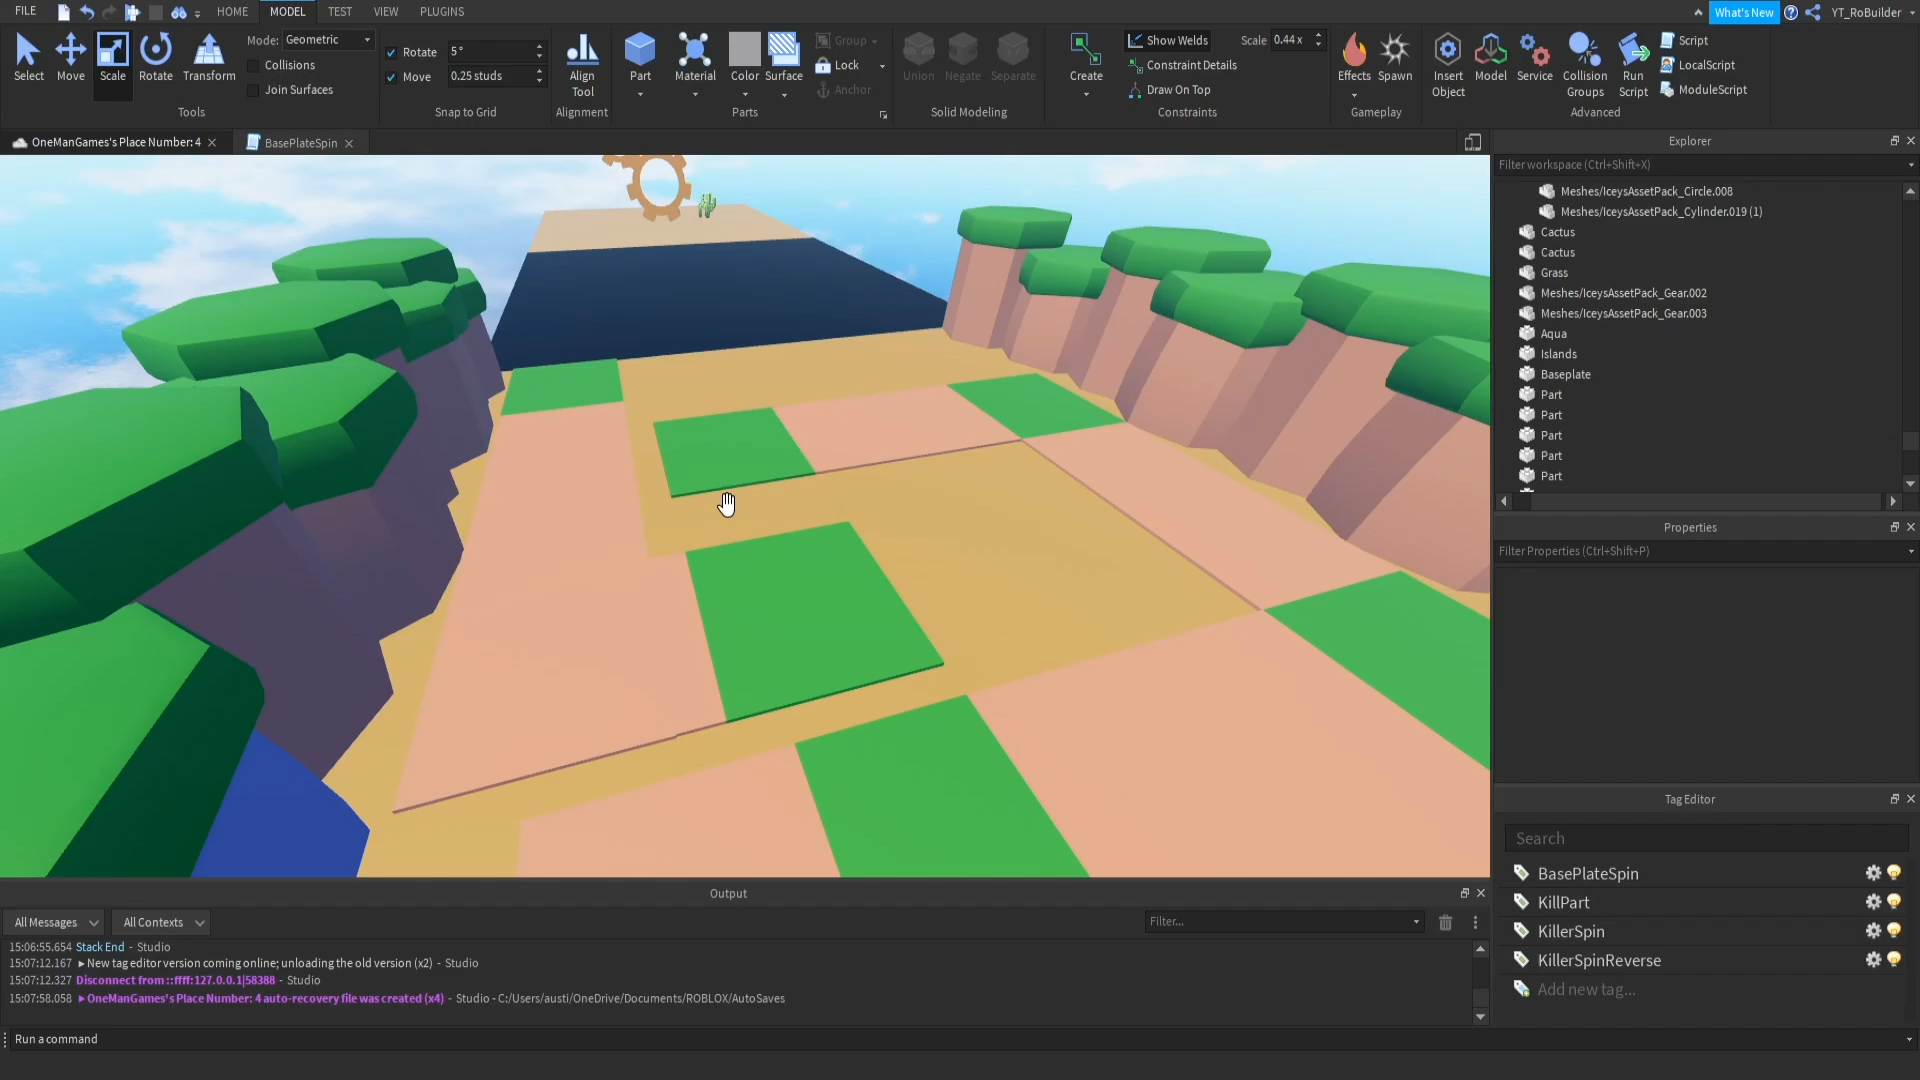 FILE HOME MODEL TEST VIEW PLUGINS What's New YT_RoBuilder
Select Move Scale Rotate Transform
Mode: Geometric
Collisions
Join Surfaces
Tools
Rotate 5°
Move 0.25 studs
Snap to Grid
Align Tool
Alignment
Part Material Color Surface
Group
Lock
Anchor
Parts
Union Negate Separate
Solid Modeling
Create
Show Welds
Constraint Details
Draw On Top
Scale 0.44 x
Constraints
Effects Spawn
Gameplay
Insert Object
Model
Service
Collision Groups
Run Script
Script
LocalScript
ModuleScript
Advanced
OneManGames's Place Number: 4
BasePlateSpin
Explorer
Filter workspace (Ctrl+Shift+X)
Meshes/IceysAssetPack_Circle.008
Meshes/IceysAssetPack_Cylinder.019 (1)
Cactus
Cactus
Grass
Meshes/IceysAssetPack_Gear.002
Meshes/IceysAssetPack_Gear.003
Aqua
Islands
Baseplate
Part
Part
Part
Part
Part
Properties
Filter Properties (Ctrl+Shift+P)
Tag Editor
Search
BasePlateSpin
KillPart
KillerSpin
KillerSpinReverse
Add new tag...
Output
All Messages All Contexts Filter...
15:06:55.654 Stack End - Studio
15:07:12.167 ▸New tag editor version coming online; unloading the old version (x2) - Studio
15:07:12.327 Disconnect from ::ffff:127.0.0.1|58388 - Studio
15:07:58.058 ▸OneManGames's Place Number: 4 auto-recovery file was created (x4) - Studio - C:/Users/austi/OneDrive/Documents/ROBLOX/AutoSaves
Run a command